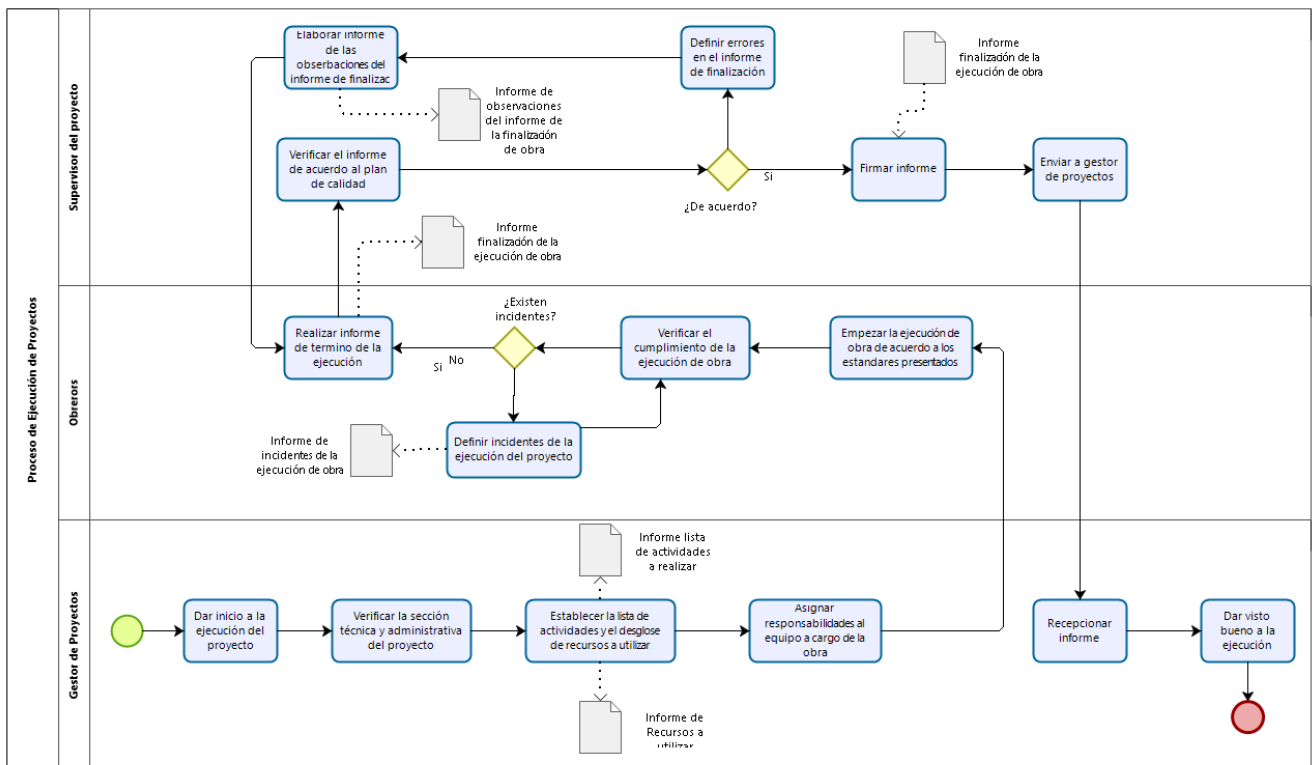 Proceso de Ejecución de Proyectos
Supervisor del proyecto
Elaborar informe
de las
obserbaciones del
informe de finalizac
Informe de
observaciones
del informe de
la finalización
de obra
Definir errores
en el informe
de finalización
Informe
finalización de la
ejecución de obra
Verificar el informe
de acuerdo al plan
de calidad
¿De acuerdo?
Si
Firmar informe
Enviar a gestor
de proyectos
Informe
finalización de la
ejecución de obra
Obrerors
Realizar informe
de termino de la
ejecución
¿Existen
incidentes?
No
Si
Verificar el
cumplimiento de la
ejecución de obra
Empezar la ejecución de
obra de acuerdo a los
estandares presentados
Informe de
incidentes de la
ejecución de obra
Definir incidentes de la
ejecución del proyecto
Gestor de Proyectos
Informe lista
de actividades
a realizar
Dar inicio a la
ejecución del
proyecto
Verificar la sección
técnica y administrativa
del proyecto
Establecer la lista de
actividades y el desglose
de recursos a utilizar
Asignar
responsabilidades al
equipo a cargo de la
obra
Recepcionar
informe
Dar visto
bueno a la
ejecución
Informe de
Recursos a
utilizar